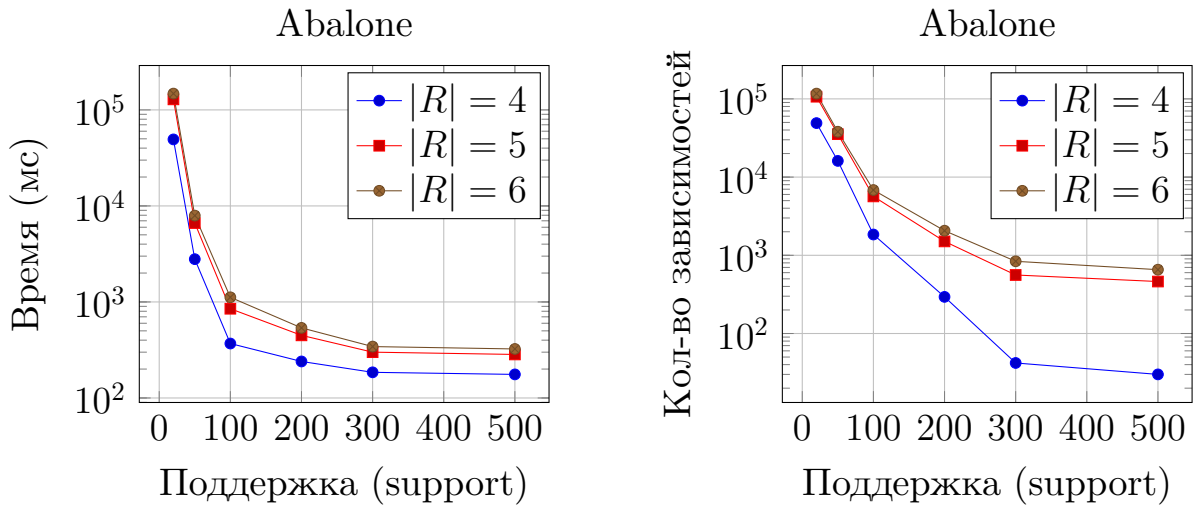 Abalone
Время (мс)
10^5
10^4
10^3
10^2
|R| = 4
|R| = 5
|R| = 6
0 100 200 300 400 500
Поддержка (support)
Abalone
Кол-во зависимостей
10^5
10^4
10^3
10^2
|R| = 4
|R| = 5
|R| = 6
0 100 200 300 400 500
Поддержка (support)